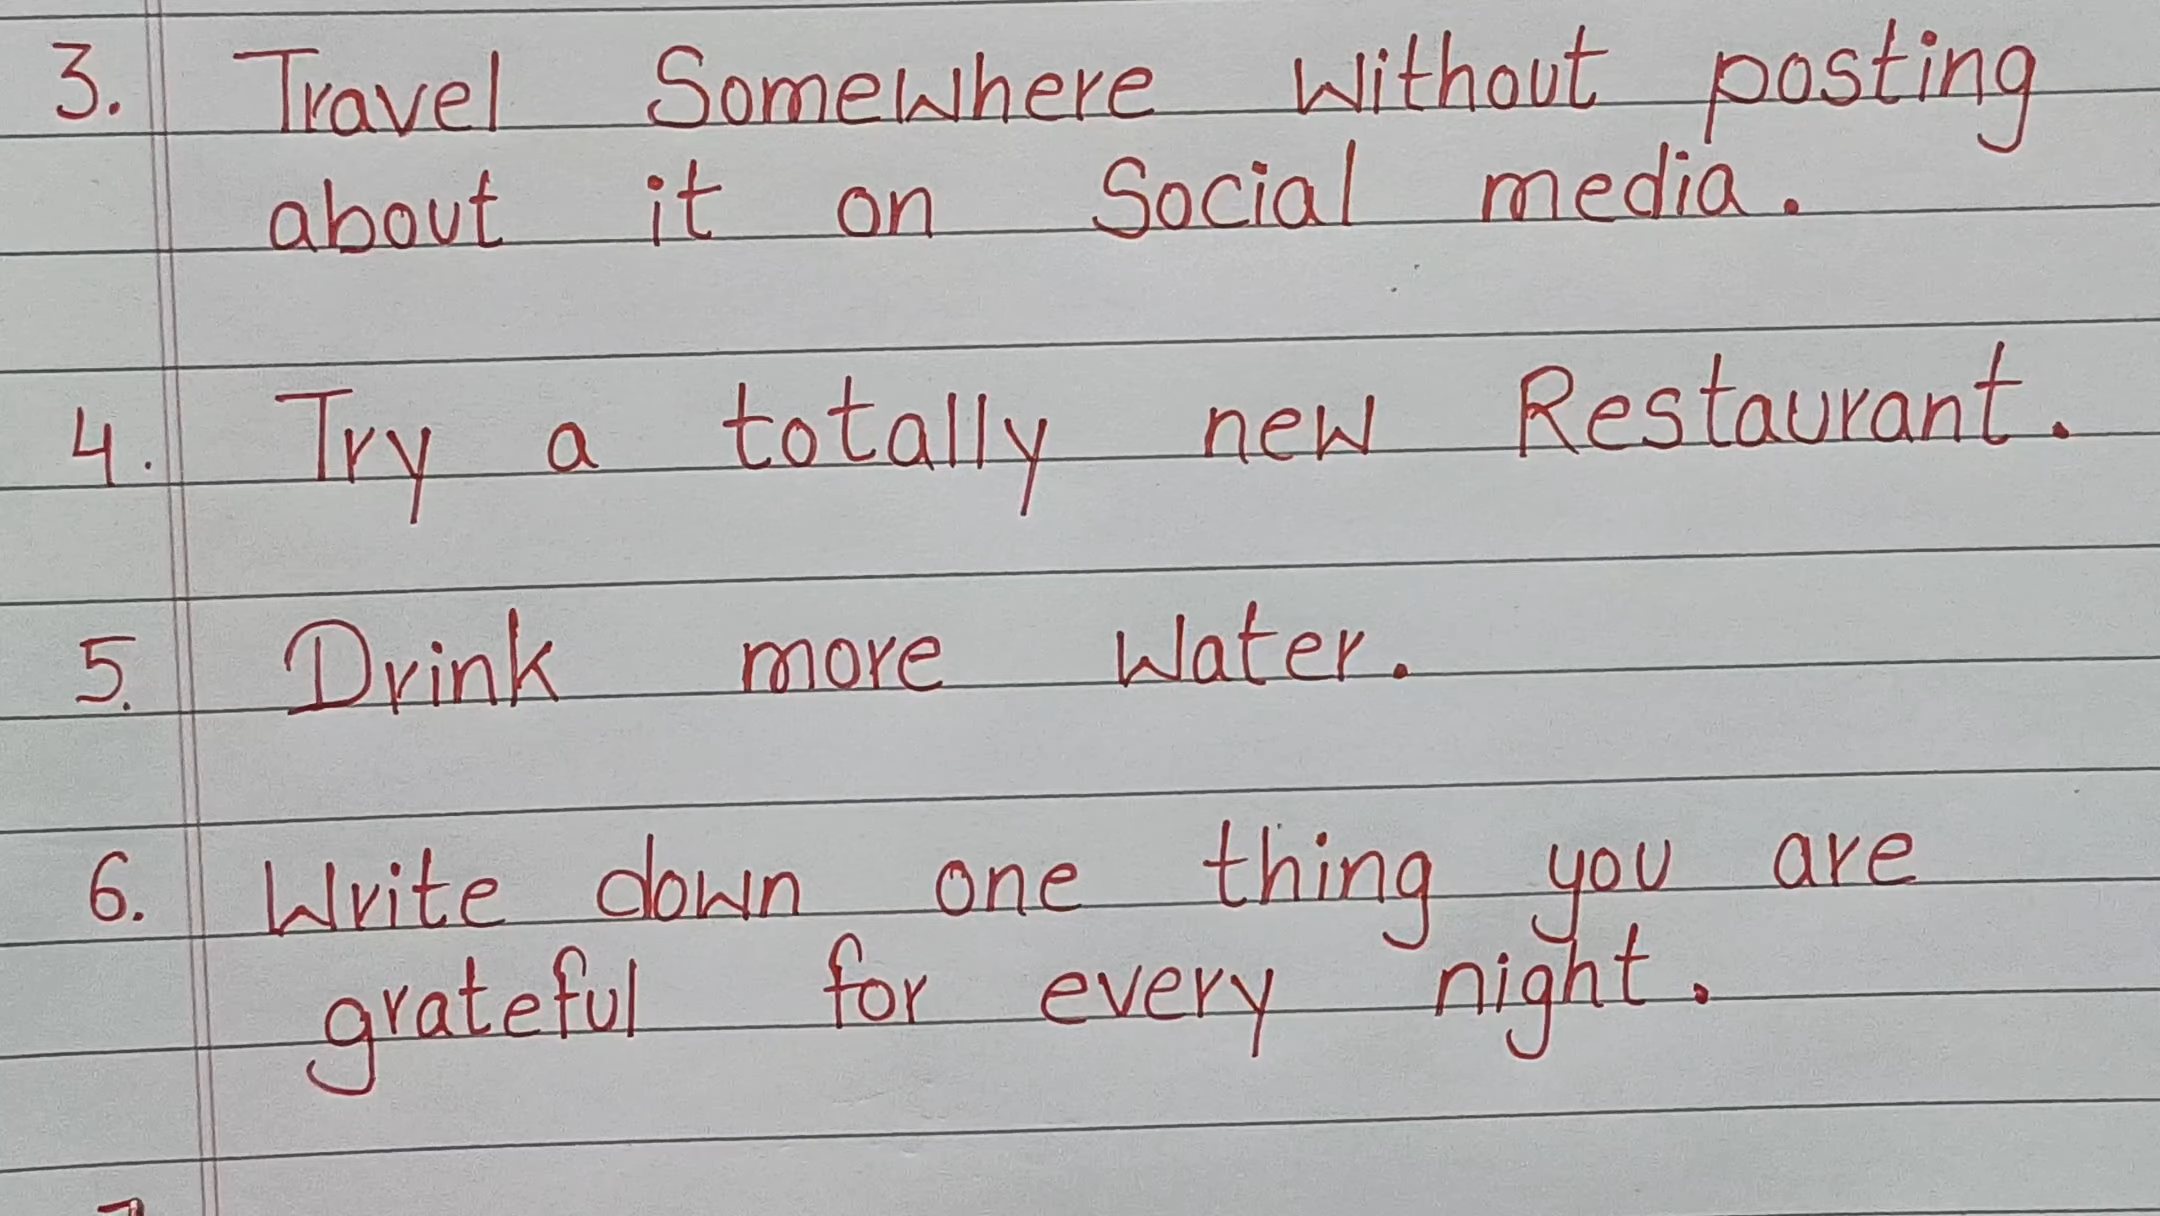 3. Travel Somewhere Without posting
about it on Social media.
4. Try a totally new Restaurant.
5. Drink more Water.
6. Write down one thing you are
grateful for every night.